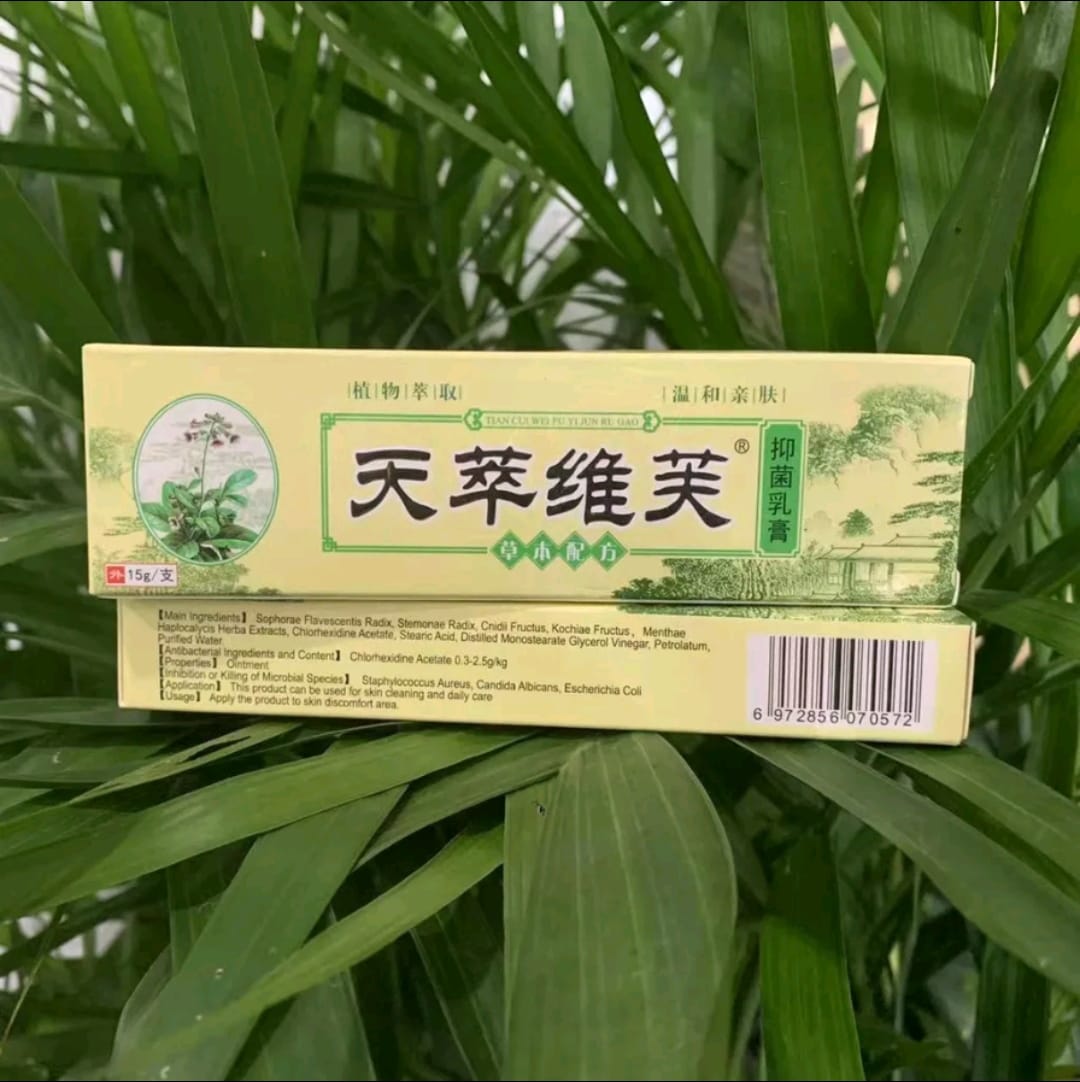 植物萃取
温和亲肤
TIAN CUI WEI FU YI JUN RU GAO
天萃维芙®
抑菌乳膏
草本配方
外 15g/支
【Main Ingredients】 Sophorae Flavescentis Radix, Stemonae Radix, Cnidii Fructus, Kochiae Fructus, Menthae
Haplocalycis Herba Extracts, Chlorhexidine Acetate, Stearic Acid, Distilled Monostearate Glycerol Vinegar, Petrolatum,
Purified Water
【Antibacterial Ingredients and Content】 Chlorhexidine Acetate 0.3-2.5g/kg
【Properties】 Ointment
【Inhibition or Killing of Microbial Species】 Staphylococcus Aureus, Candida Albicans, Escherichia Coli
【Application】 This product can be used for skin cleaning and daily care
【Usage】 Apply the product to skin discomfort area.
6 972856 070572